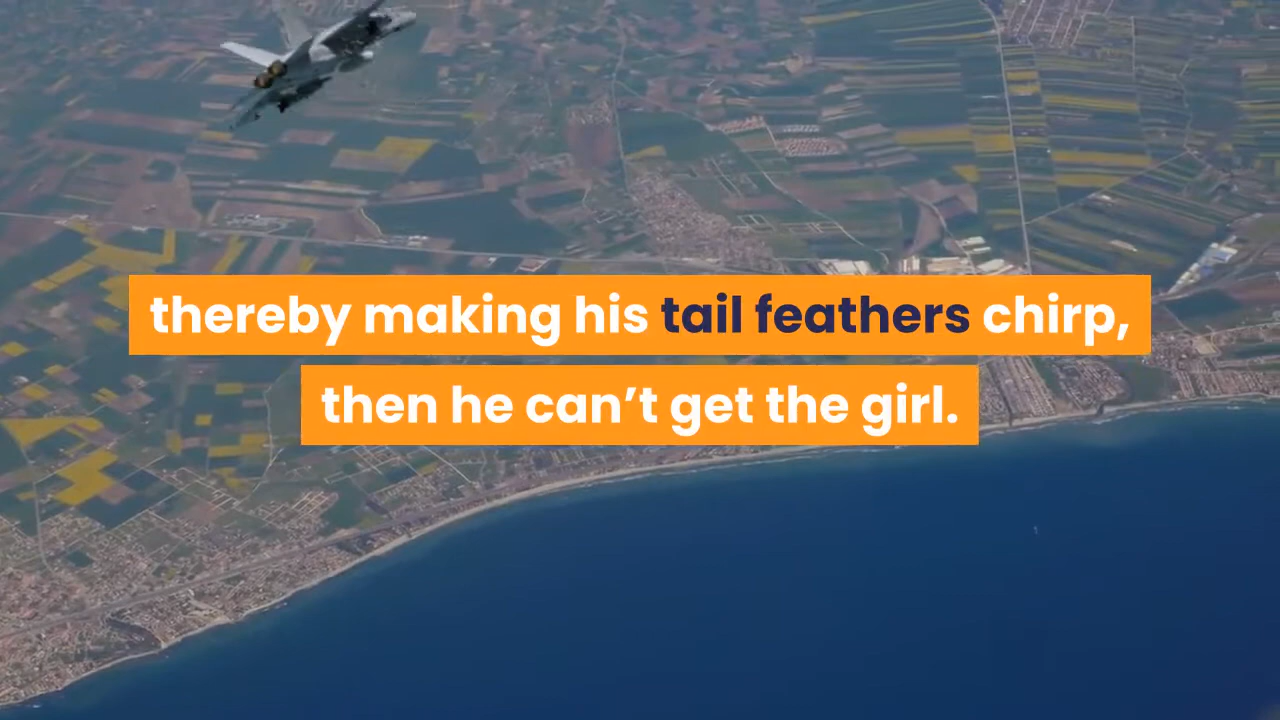 thereby making his tail feathers chirp,
then he can’t get the girl.